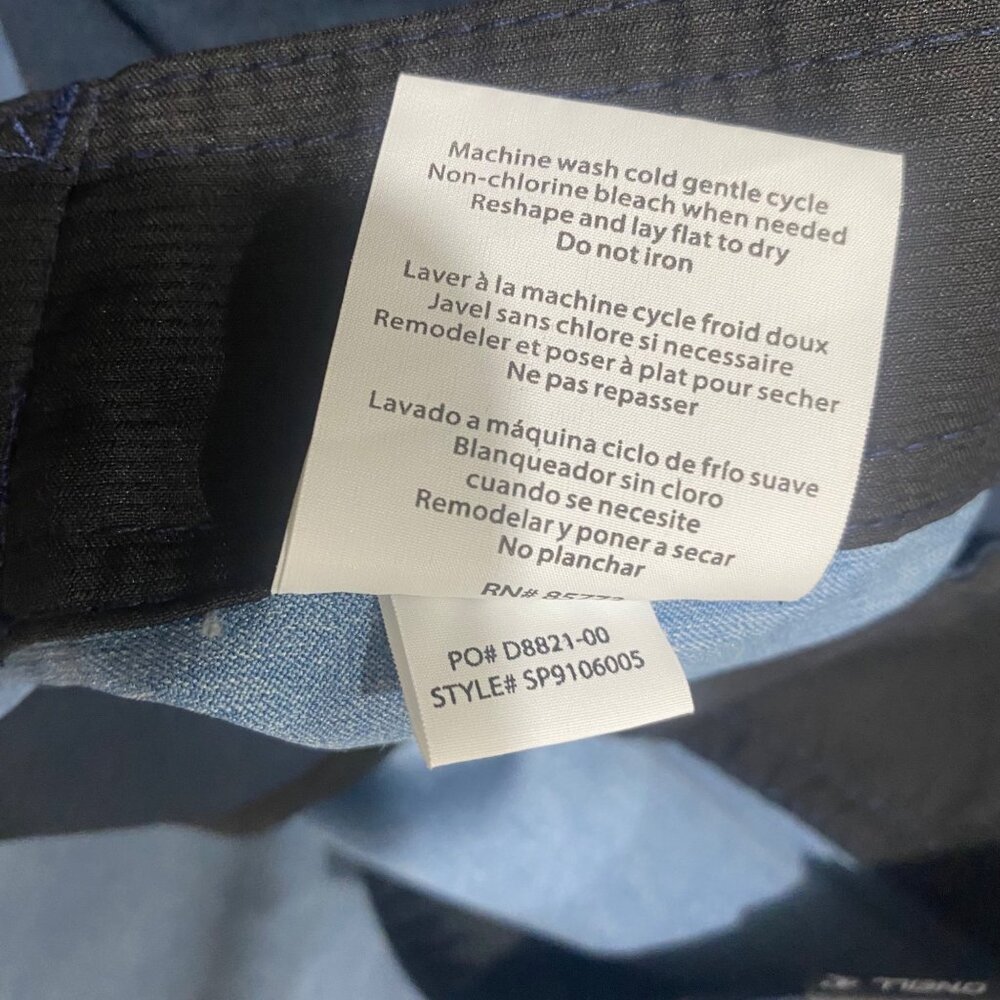 Machine wash cold gentle cycle
Non-chlorine bleach when needed
Reshape and lay flat to dry
Do not iron
Laver à la machine cycle froid doux
Javel sans chlore si necessaire
Remodeler et poser à plat pour secher
Ne pas repasser
Lavado a máquina ciclo de frío suave
Blanqueador sin cloro
cuando se necesite
Remodelar y poner a secar
No planchar
RN#
PO# D8821-00
STYLE# SP9106005